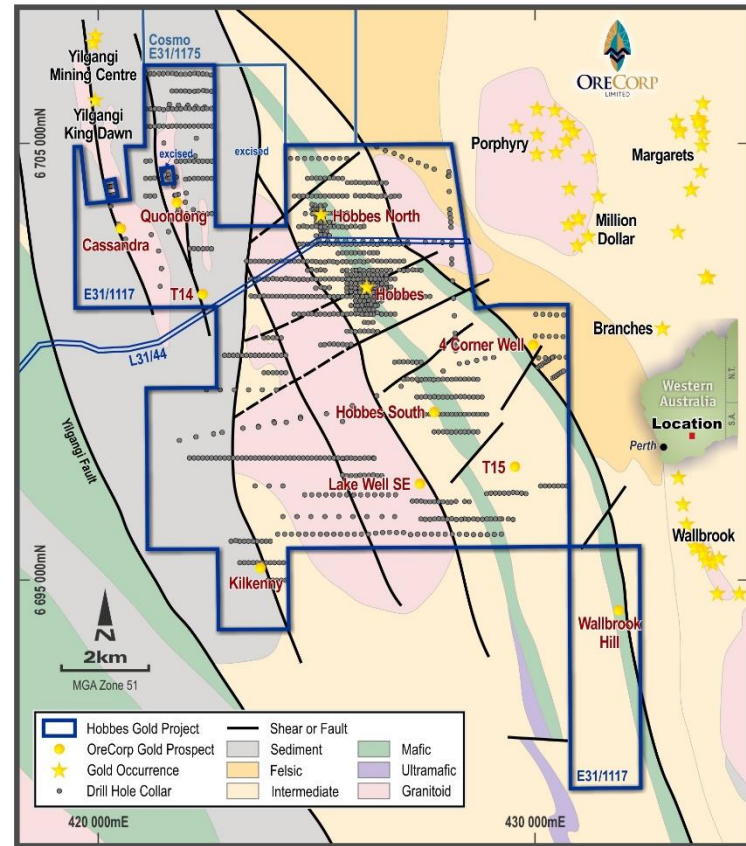 Yilgangi
Mining Centre
Cosmo
E31/1175
ORECORP
LIMITED
Yilgangi
King Dawn
6 705 000mN
excised
excised
Porphyry
Margarets
Quondong
Hobbes North
Million
Dollar
Cassandra
T14
Hobbes
E31/1117
L31/44
Branches
4 Corner Well
Western
Australia
N.T.
S.A.
Location
Perth
Hobbes South
Yilgangi Fault
T15
Lake Well SE
Wallbrook
Kilkenny
6 695 000mN
Wallbrook
Hill
N
2km
MGA Zone 51
Hobbes Gold Project
Shear or Fault
OreCorp Gold Prospect
Sediment
Mafic
Gold Occurrence
Felsic
Ultramafic
Drill Hole Collar
Intermediate
Granitoid
E31/1117
420 000mE
430 000mE